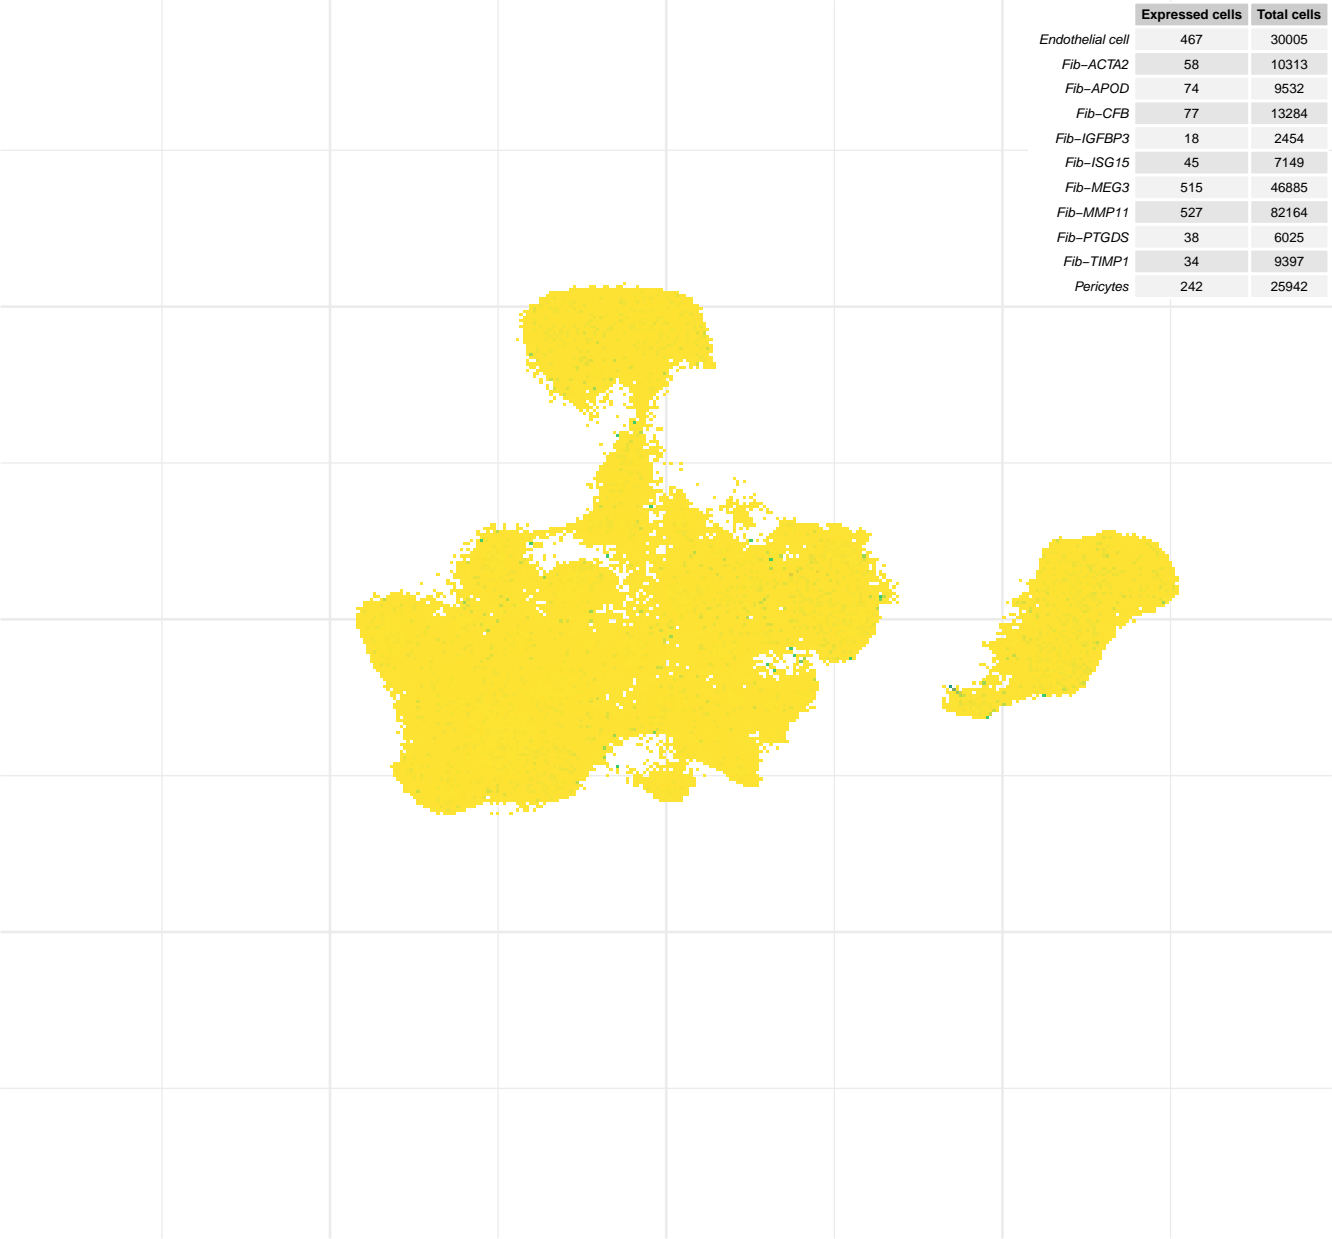 Expressed cells Total cells
Endothelial cell 467 30005
Fib−ACTA2 58 10313
Fib−APOD 74 9532
Fib−CFB 77 13284
Fib−IGFBP3 18 2454
Fib−ISG15 45 7149
Fib−MEG3 515 46885
Fib−MMP11 527 82164
Fib−PTGDS 38 6025
Fib−TIMP1 34 9397
Pericytes 242 25942